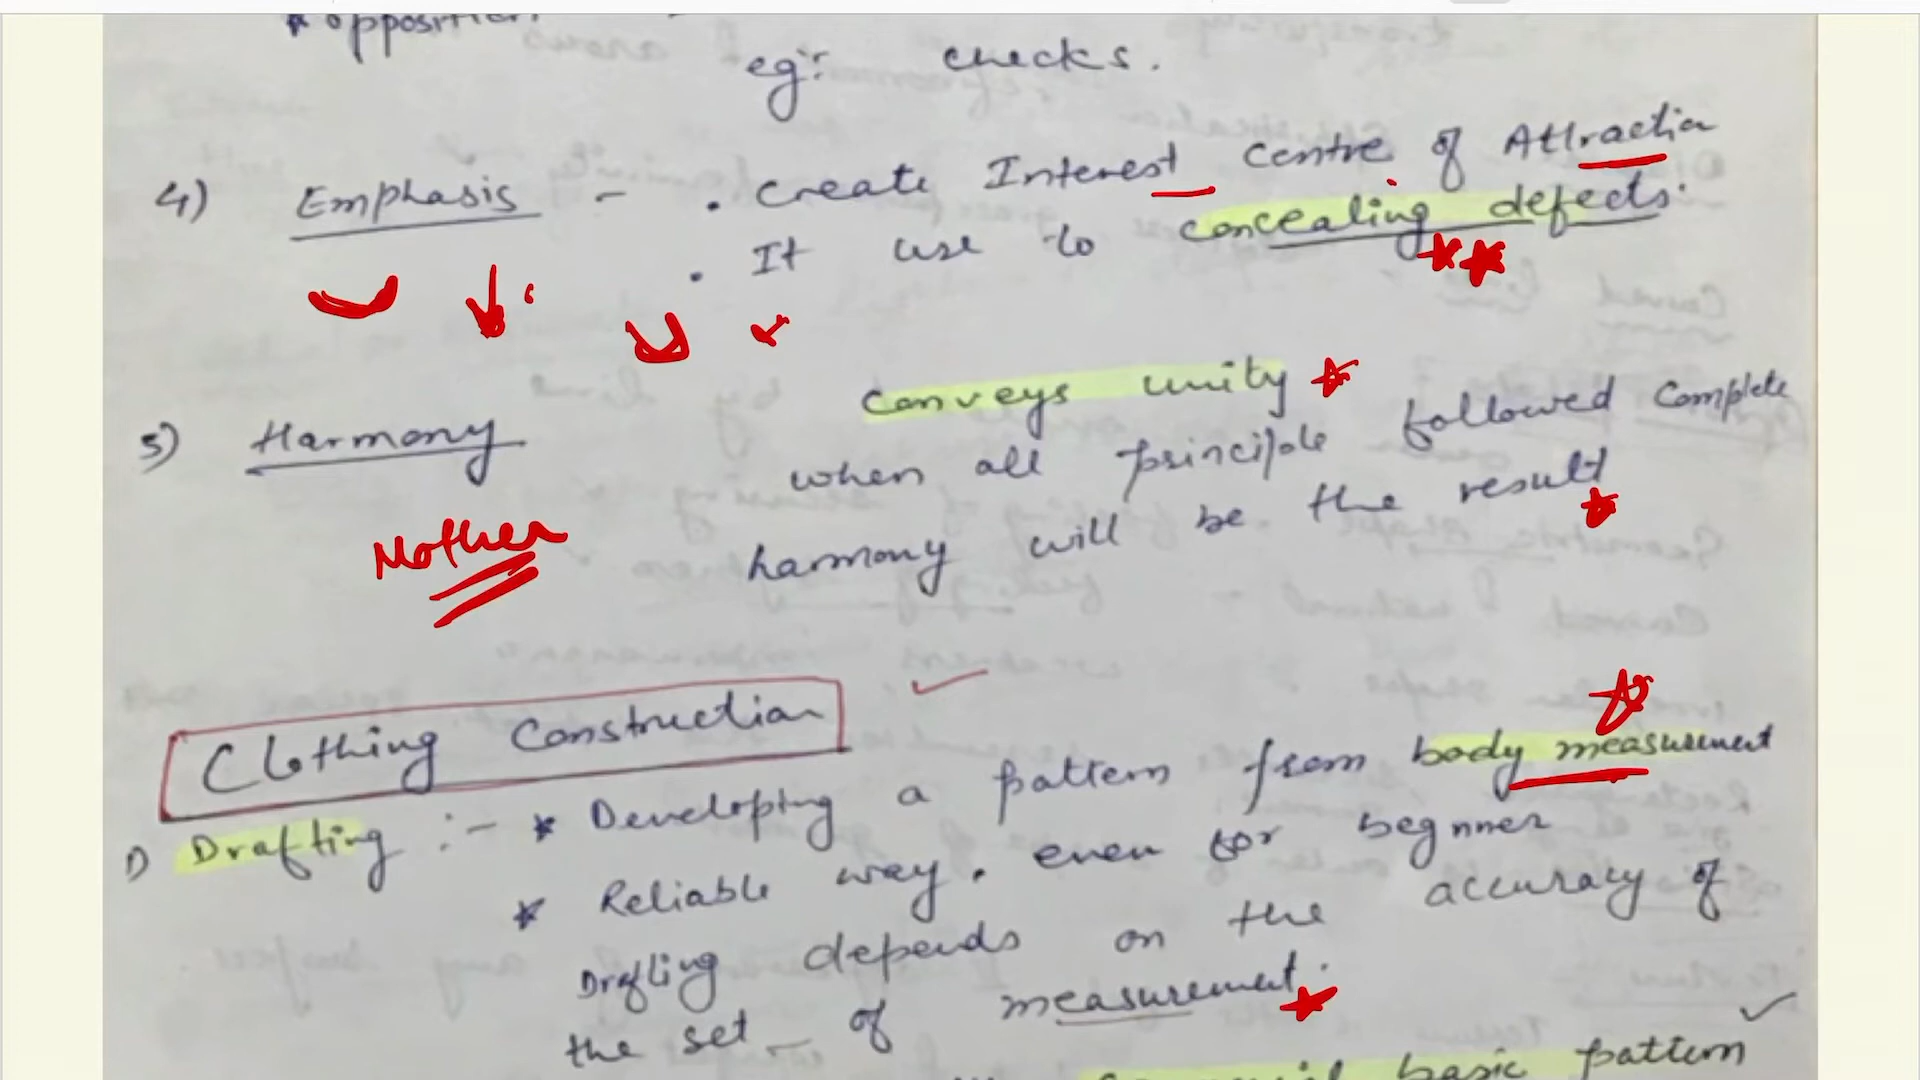 * opposition
eg: checks.
4) Emphasis - . Create Interest centre of Attraction
. It use to concealing defects.
conveys unity
5) Harmony when all principle followed complete
harmony will be the result
Mother
Clothing Construction
1) Drafting :- * Developing a pattern from body measurement
* Reliable way. even for begnner
Drafting depends on the accuracy of
the set of measurement.
basic pattern